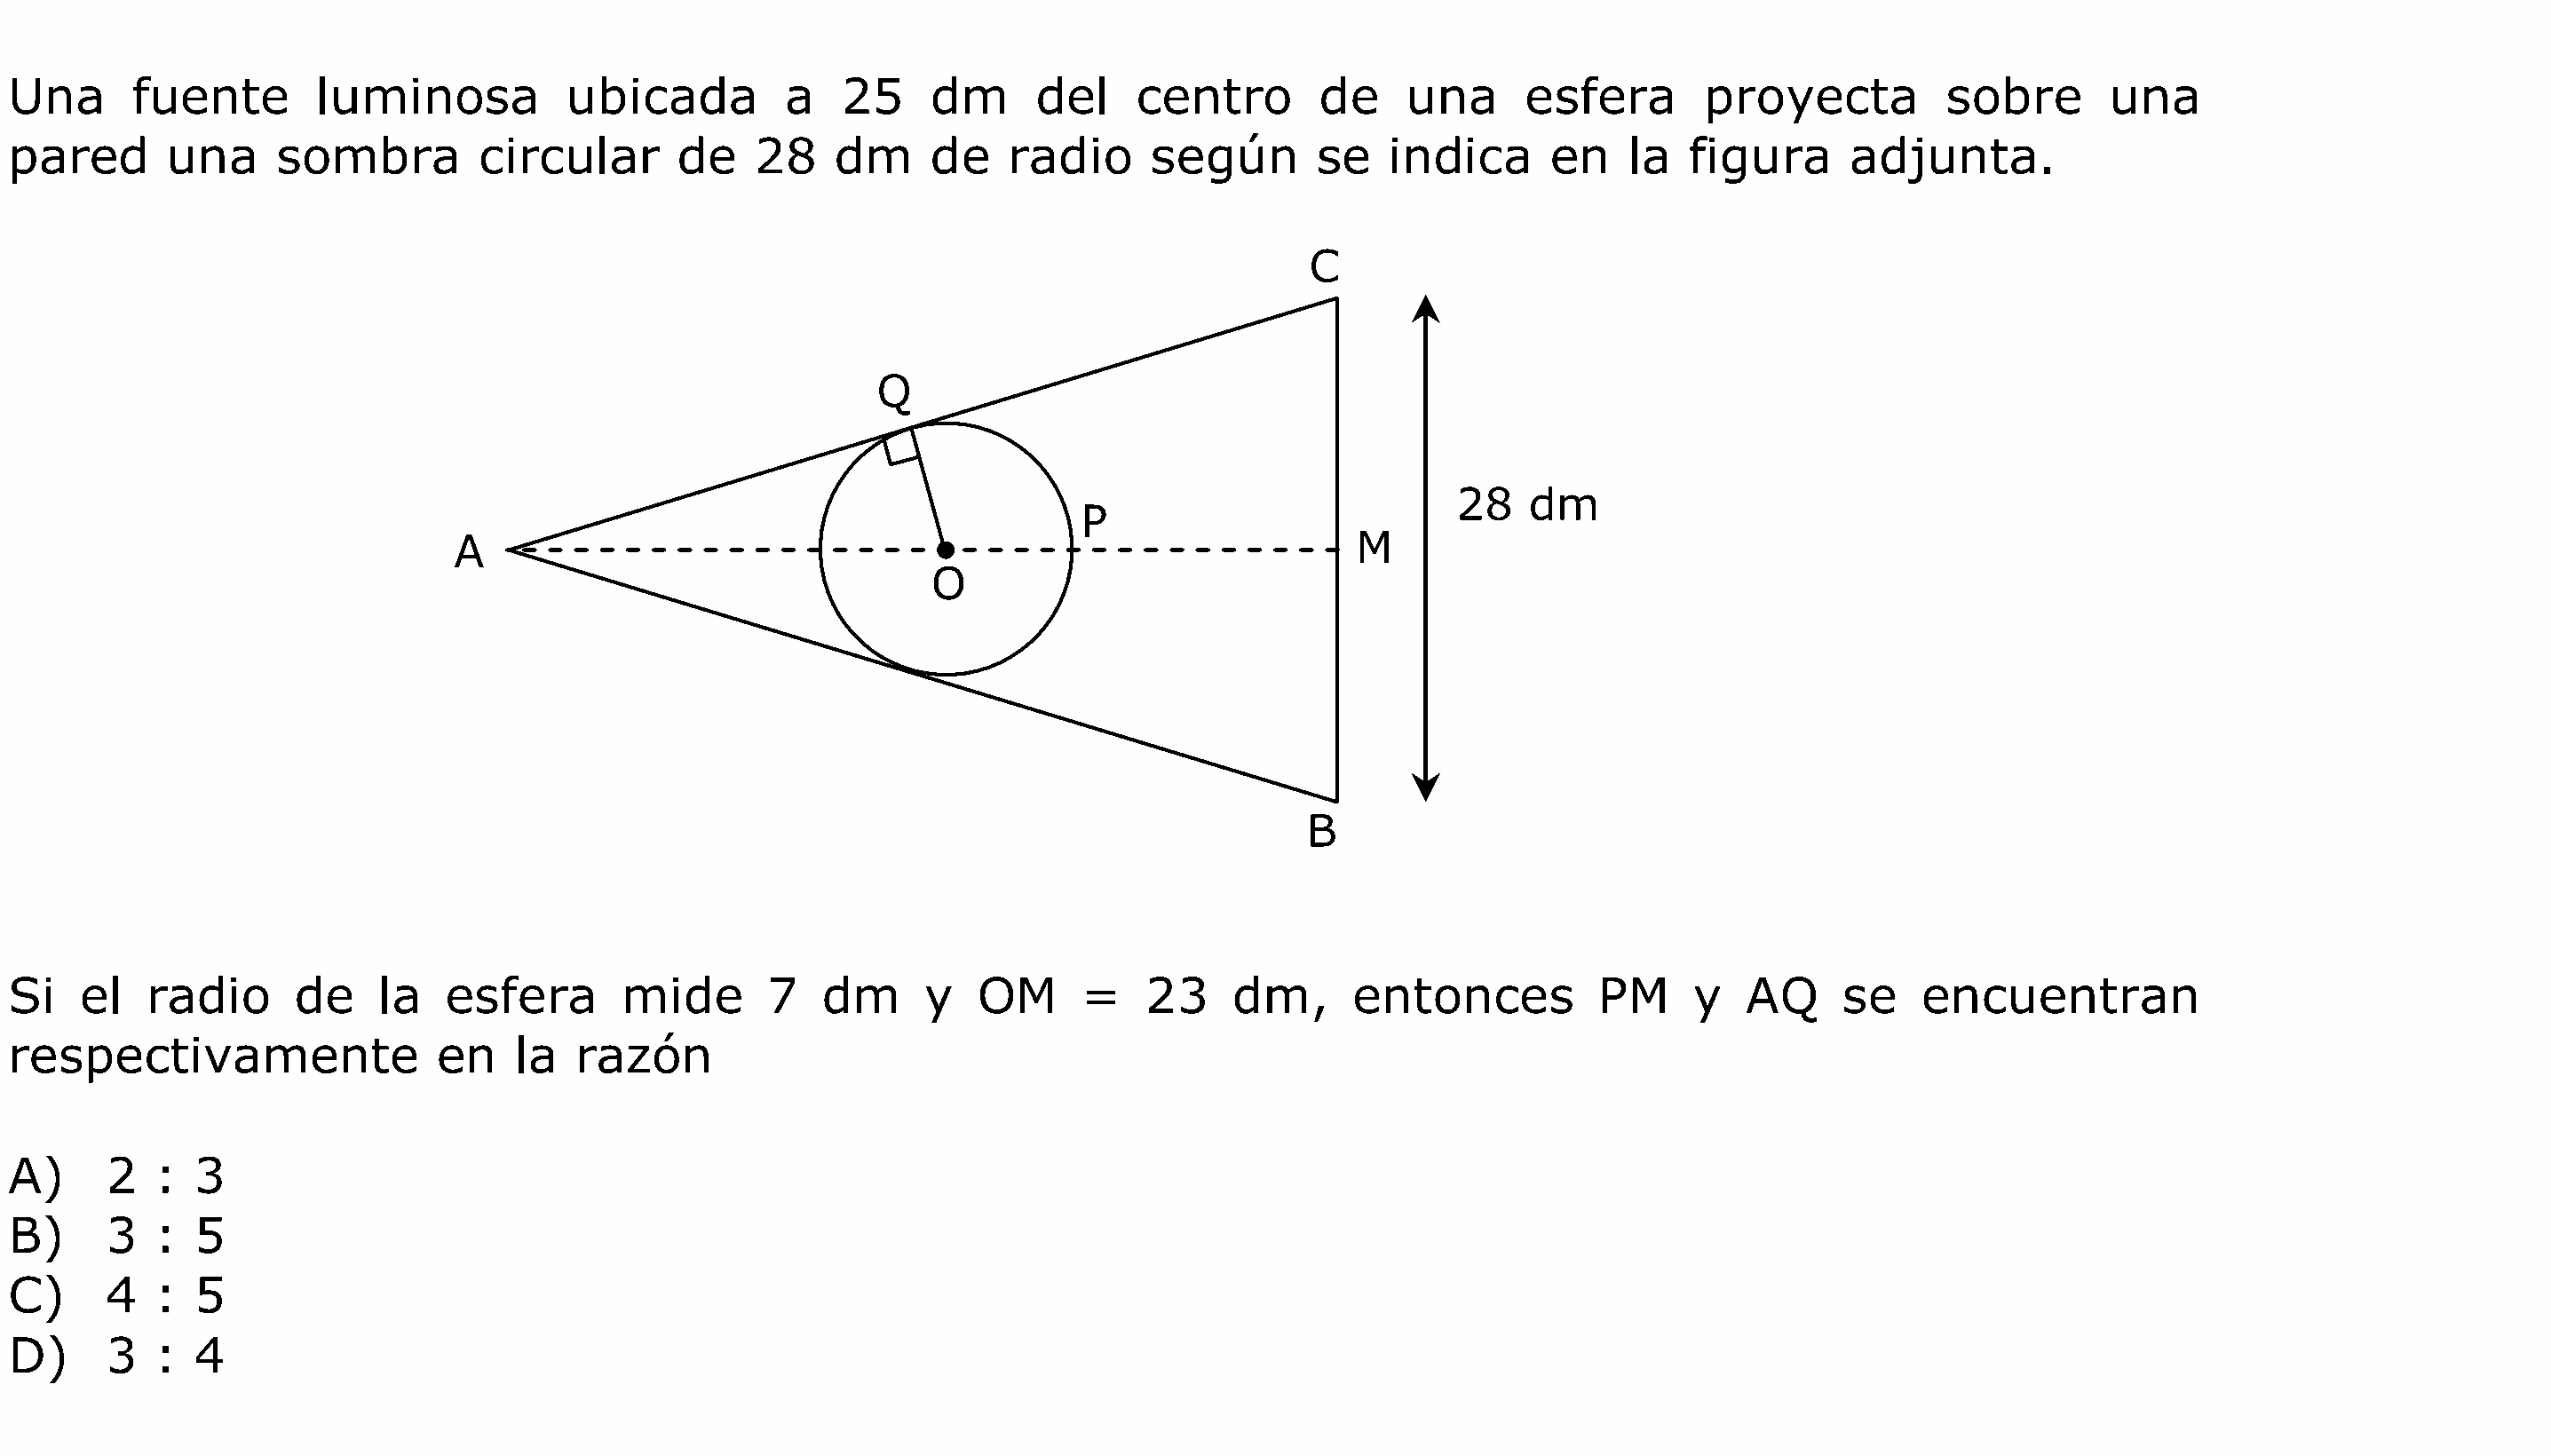 Una fuente luminosa ubicada a 25 dm del centro de una esfera proyecta sobre una
pared una sombra circular de 28 dm de radio según se indica en la figura adjunta.
C
Q
P
28 dm
A
M
O
B
Si el radio de la esfera mide 7 dm y OM = 23 dm, entonces PM y AQ se encuentran
respectivamente en la razón
A) 2 : 3
B) 3 : 5
C) 4 : 5
D) 3 : 4